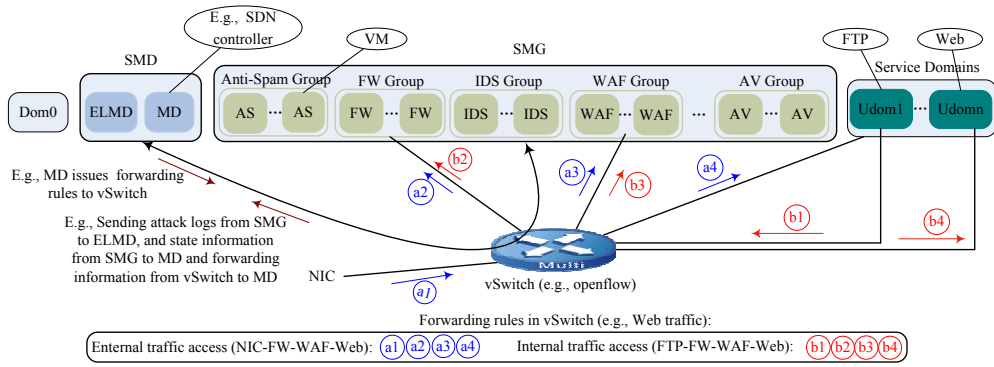 E.g., SDN
controller
VM
FTP
Web
SMD
SMG
Service Domains
Anti-Spam Group
FW Group
IDS Group
WAF Group
AV Group
Dom0
ELMD
MD
AS
...
AS
FW
...
FW
IDS
...
IDS
WAF
...
WAF
...
AV
...
AV
Udom1
...
Udomn
E.g., MD issues forwarding
rules to vSwitch
E.g., Sending attack logs from SMG
to ELMD, and state information
from SMG to MD and forwarding
information from vSwitch to MD
b2
a2
a3
b3
a4
b1
b4
NIC
a1
Multi
vSwitch (e.g., openflow)
Forwarding rules in vSwitch (e.g., Web traffic):
Enternal traffic access (NIC-FW-WAF-Web): a1 a2 a3 a4
Internal traffic access (FTP-FW-WAF-Web): b1 b2 b3 b4